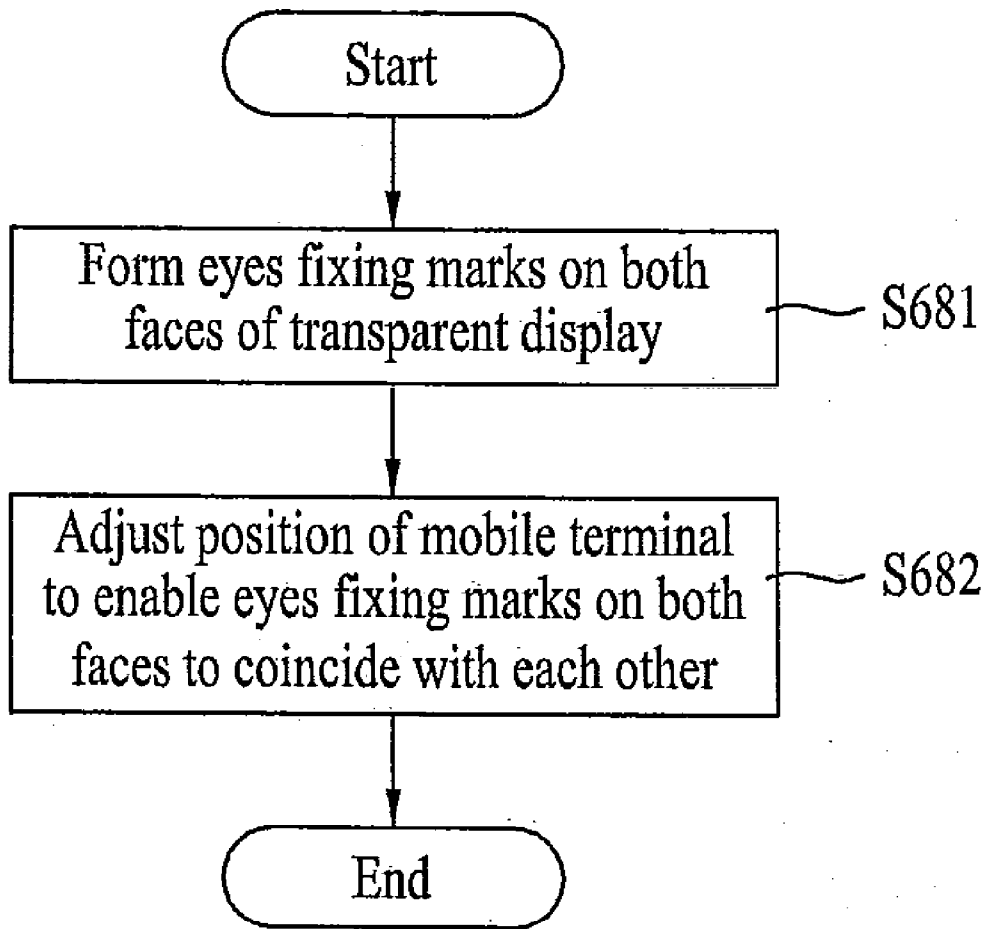 Start
Form eyes fixing marks on both
faces of transparent display
S681
Adjust position of mobile terminal
to enable eyes fixing marks on both
faces to coincide with each other
S682
End